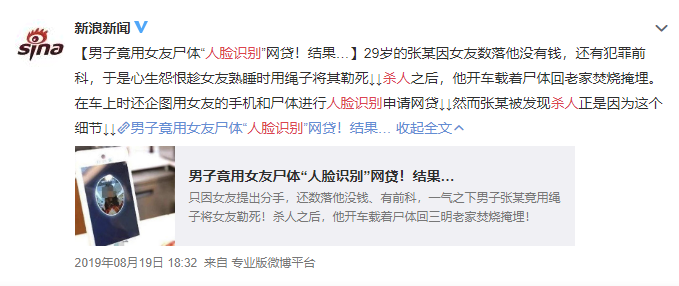 sina
新浪新闻
【男子竟用女友尸体“人脸识别”网贷！结果...】29岁的张某因女友数落他没有钱，还有犯罪前
科，于是心生怨恨趁女友熟睡时用绳子将其勒死↓↓杀人之后，他开车载着尸体回老家焚烧掩埋。
在车上时还企图用女友的手机和尸体进行人脸识别申请网贷↓↓然而张某被发现杀人正是因为这个
细节↓↓男子竟用女友尸体“人脸识别”网贷！结果... 收起全文
男子竟用女友尸体“人脸识别”网贷！结果...
只因女友提出分手，还数落他没钱、有前科，一气之下男子张某竟用绳
子将女友勒死！杀人之后，他开车载着尸体回三明老家焚烧掩埋！
2019年08月19日 18:32 来自 专业版微博平台